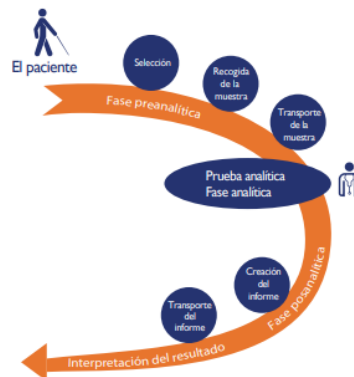 El paciente
Selección
Recogida
de la
muestra
Fase preanalítica
Transporte
de la
muestra
Prueba analítica
Fase analítica
Creación
del
informe
Fase posanalítica
Transporte
del
informe
Interpretación del resultado